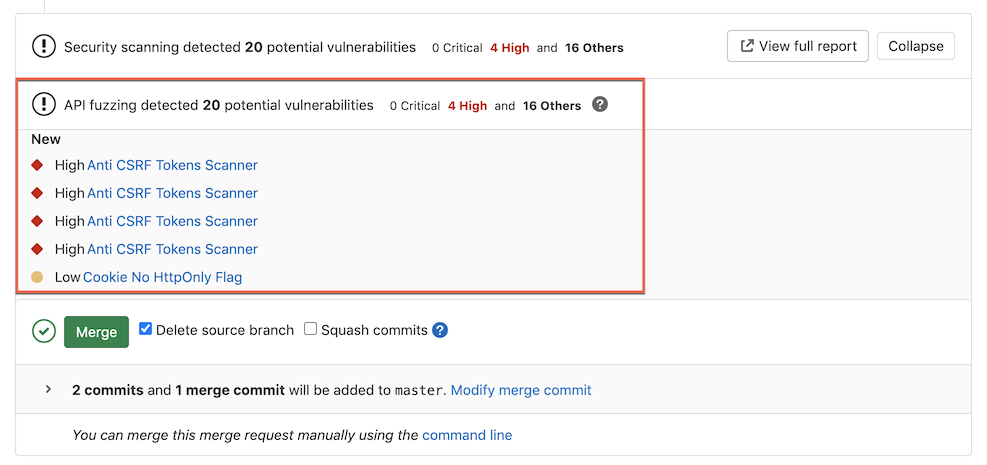 Security scanning detected 20 potential vulnerabilities 0 Critical 4 High and 16 Others View full report Collapse
API fuzzing detected 20 potential vulnerabilities 0 Critical 4 High and 16 Others ?
New
High Anti CSRF Tokens Scanner
High Anti CSRF Tokens Scanner
High Anti CSRF Tokens Scanner
High Anti CSRF Tokens Scanner
Low Cookie No HttpOnly Flag
Merge Delete source branch Squash commits ?
2 commits and 1 merge commit will be added to master. Modify merge commit
You can merge this merge request manually using the command line